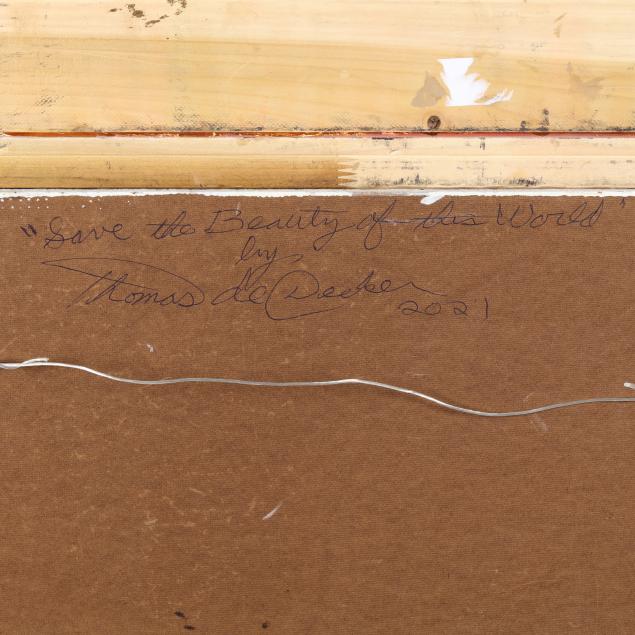 "Save the Beauty of this World"
by
Thomas de Decker
2021